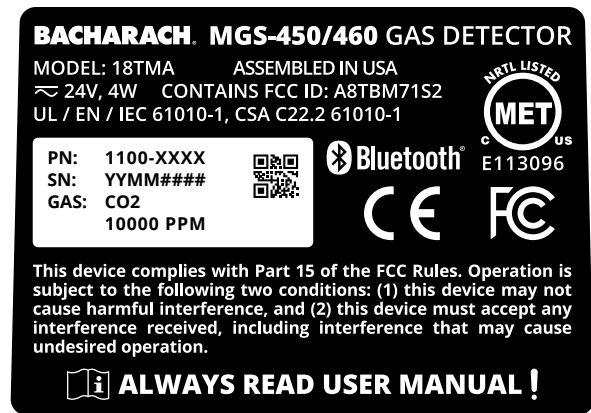 BACHARACH. MGS-450/460 GAS DETECTOR
MODEL: 18TMA ASSEMBLED IN USA
⏦ 24V, 4W CONTAINS FCC ID: A8TBM71S2
UL / EN / IEC 61010-1, CSA C22.2 61010-1
NRTL LISTED
MET
C US
E113096
PN: 1100-XXXX
SN: YYMM####
GAS: CO2
10000 PPM
Bluetooth®
CE FC
This device complies with Part 15 of the FCC Rules. Operation is
subject to the following two conditions: (1) this device may not
cause harmful interference, and (2) this device must accept any
interference received, including interference that may cause
undesired operation.
ALWAYS READ USER MANUAL !